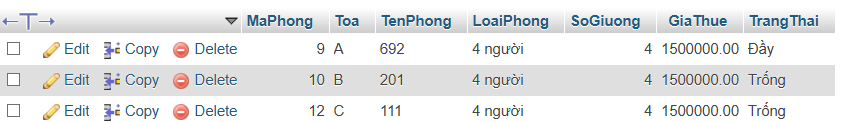 ←T→ MaPhong Toa TenPhong LoaiPhong SoGiuong GiaThue TrangThai
Edit Copy Delete 9 A 692 4 người 4 1500000.00 Đầy
Edit Copy Delete 10 B 201 4 người 4 1500000.00 Trống
Edit Copy Delete 12 C 111 4 người 4 1500000.00 Trống